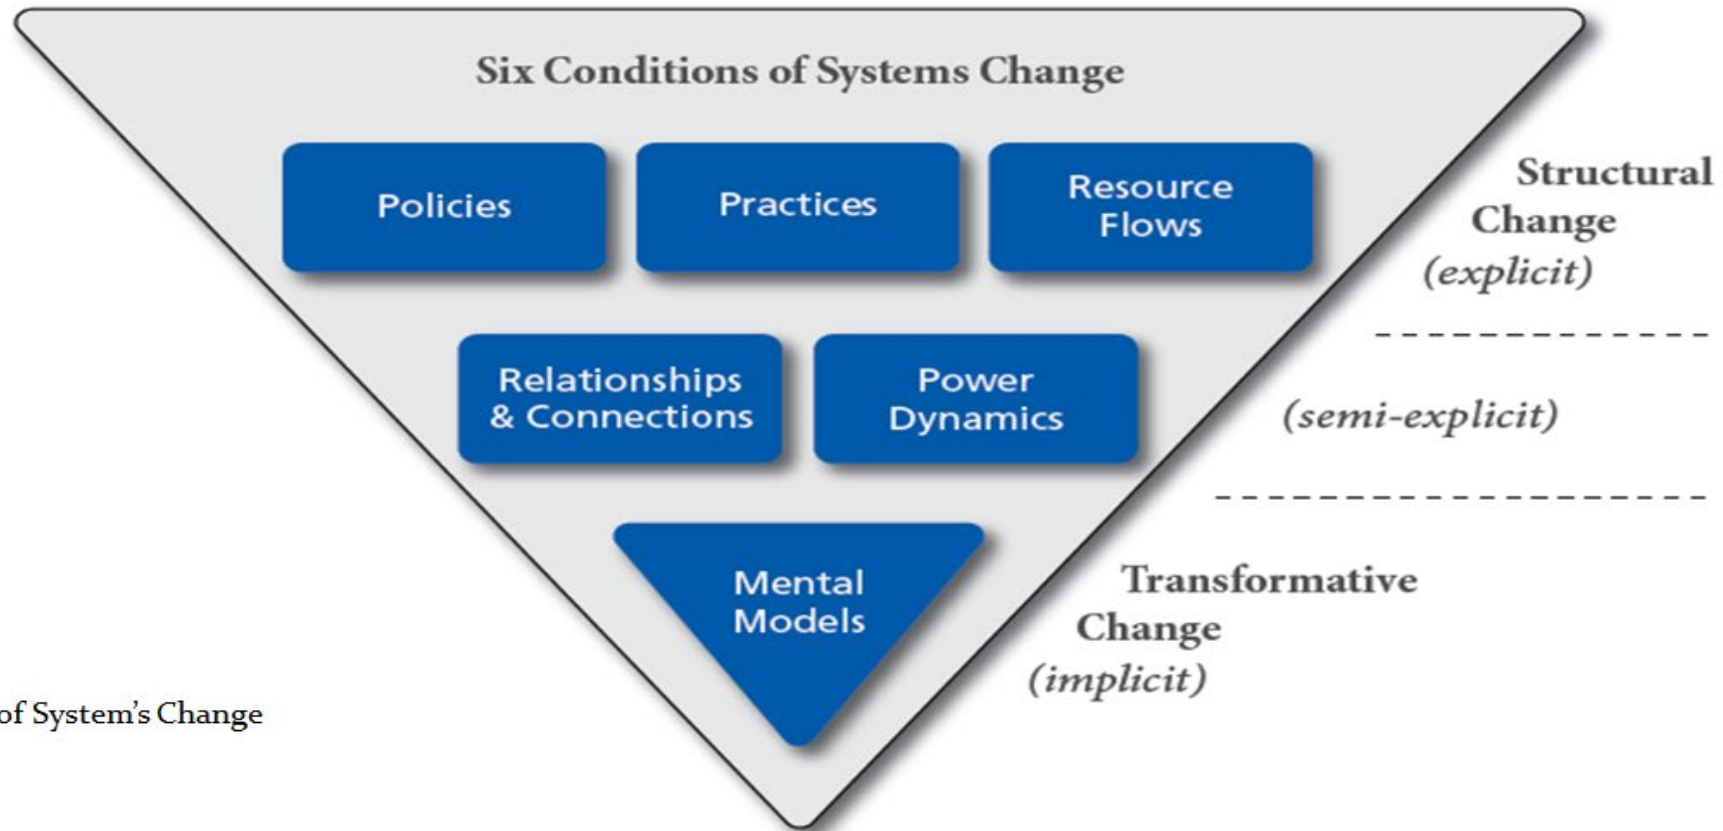 Six Conditions of Systems Change
Policies
Practices
Resource
Flows
Structural
Change
(explicit)
Relationships
& Connections
Power
Dynamics
(semi-explicit)
Mental
Models
Transformative
Change
(implicit)
of System's Change